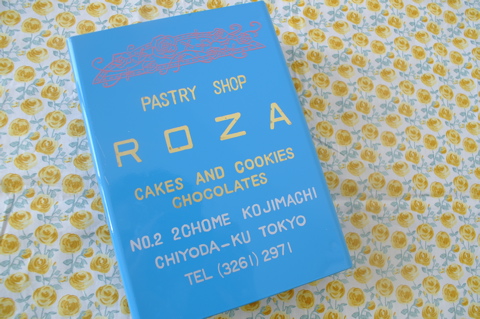 PASTRY SHOP
ROZA
CAKES AND COOKIES
CHOCOLATES
NO.2 2CHOME KOJIMACHI
CHIYODA-KU TOKYO
TEL (3261) 2971